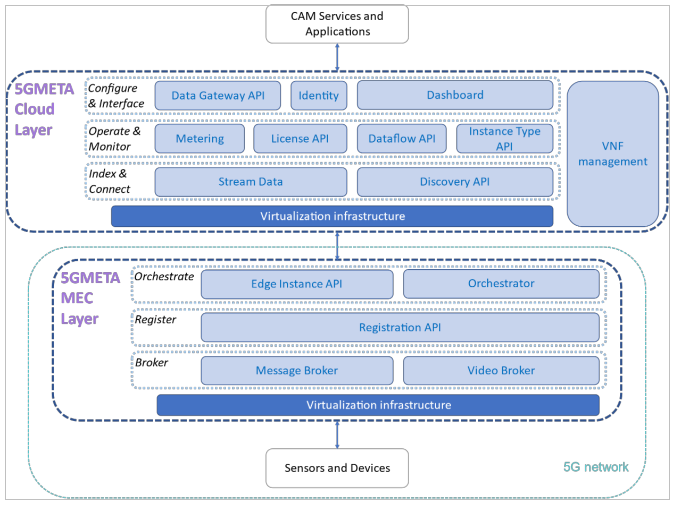 CAM Services and
Applications
5GMETA
Cloud
Layer
Configure
& Interface
Data Gateway API
Identity
Dashboard
Operate &
Monitor
Metering
License API
Dataflow API
Instance Type
API
Index &
Connect
Stream Data
Discovery API
Virtualization infrastructure
VNF
management
5GMETA
MEC
Layer
Orchestrate
Edge Instance API
Orchestrator
Register
Registration API
Broker
Message Broker
Video Broker
Virtualization infrastructure
Sensors and Devices
5G network